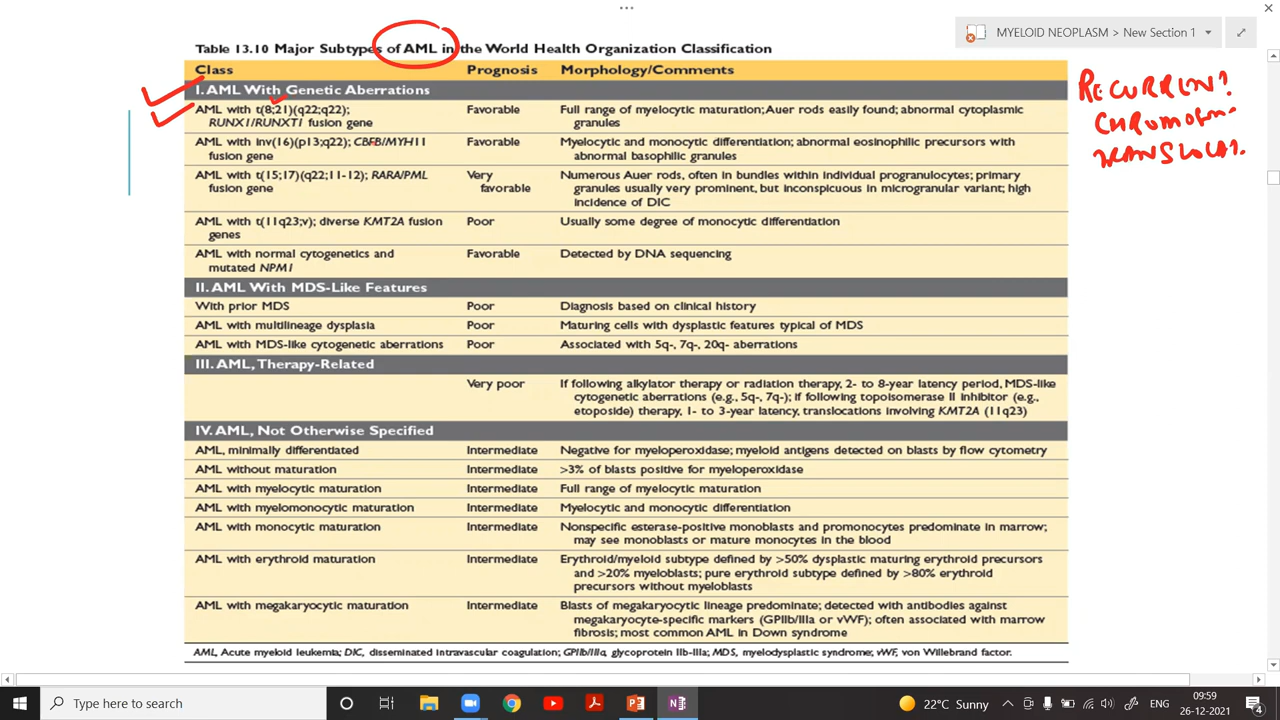 MYELOID NEOPLASM > New Section 1
Table 13.10 Major Subtypes of AML in the World Health Organization Classification
Class Prognosis Morphology/Comments
I. AML With Genetic Aberrations
AML with t(8;21)(q22;q22); Favorable Full range of myelocytic maturation; Auer rods easily found; abnormal cytoplasmic
RUNX1/RUNXT1 fusion gene granules
AML with inv(16)(p13;q22); CBFB/MYH11 Favorable Myelocytic and monocytic differentiation; abnormal eosinophilic precursors with
fusion gene abnormal basophilic granules
AML with t(15;17)(q22;11-12); RARA/PML Very Numerous Auer rods, often in bundles within individual progranulocytes; primary
fusion gene favorable granules usually very prominent, but inconspicuous in microgranular variant; high
incidence of DIC
AML with t(11q23;v); diverse KMT2A fusion Poor Usually some degree of monocytic differentiation
genes
AML with normal cytogenetics and Favorable Detected by DNA sequencing
mutated NPM1
II. AML With MDS-Like Features
With prior MDS Poor Diagnosis based on clinical history
AML with multilineage dysplasia Poor Maturing cells with dysplastic features typical of MDS
AML with MDS-like cytogenetic aberrations Poor Associated with 5q-, 7q-, 20q- aberrations
III. AML, Therapy-Related
Very poor If following alkylator therapy or radiation therapy, 2- to 8-year latency period, MDS-like
cytogenetic aberrations (e.g., 5q-, 7q-); if following topoisomerase II inhibitor (e.g.,
etoposide) therapy, 1- to 3-year latency, translocations involving KMT2A (11q23)
IV. AML, Not Otherwise Specified
AML, minimally differentiated Intermediate Negative for myeloperoxidase; myeloid antigens detected on blasts by flow cytometry
AML without maturation Intermediate >3% of blasts positive for myeloperoxidase
AML with myelocytic maturation Intermediate Full range of myelocytic maturation
AML with myelomonocytic maturation Intermediate Myelocytic and monocytic differentiation
AML with monocytic maturation Intermediate Nonspecific esterase-positive monoblasts and promonocytes predominate in marrow;
may see monoblasts or mature monocytes in the blood
AML with erythroid maturation Intermediate Erythroid/myeloid subtype defined by >50% dysplastic maturing erythroid precursors
and >20% myeloblasts; pure erythroid subtype defined by >80% erythroid
precursors without myeloblasts
AML with megakaryocytic maturation Intermediate Blasts of megakaryocytic lineage predominate; detected with antibodies against
megakaryocyte-specific markers (GPIIb/IIIa or vWF); often associated with marrow
fibrosis; most common AML in Down syndrome
AML, Acute myeloid leukemia; DIC, disseminated intravascular coagulation; GPIIb/IIIa, glycoprotein IIb-IIIa; MDS, myelodysplastic syndrome; vWF, von Willebrand factor.
Type here to search
22°C Sunny
ENG
09:59
26-12-2021
4